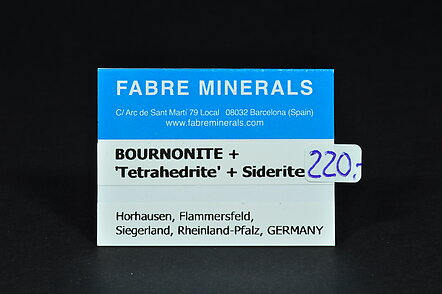 FABRE MINERALS
C/ Arc de Sant Martí 79 Local 08032 Barcelona (Spain)
www.fabreminerals.com
BOURNONITE +
'Tetrahedrite' + Siderite
220.-
Horhausen, Flammersfeld,
Siegerland, Rheinland-Pfalz, GERMANY